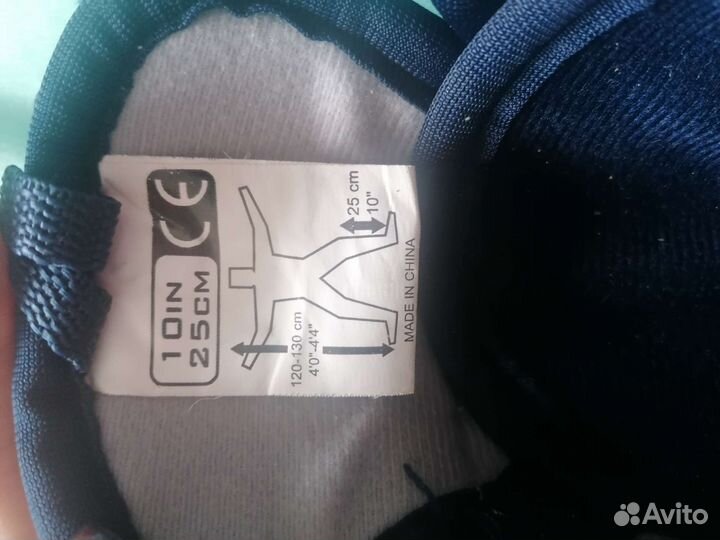 10IN
25CM
CE
120-130 cm
4'0"-4'4"
25 cm
10"
MADE IN CHINA
Avito